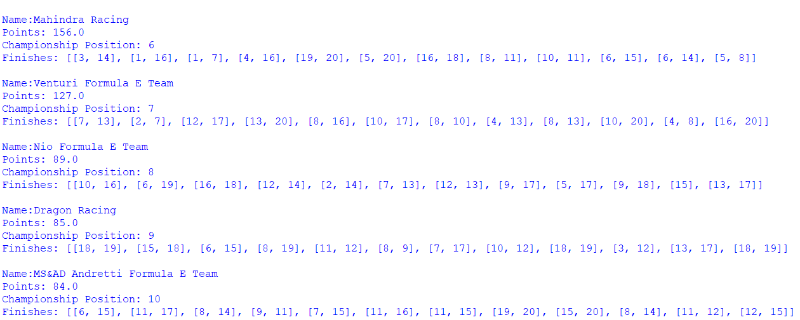 Name:Mahindra Racing
Points: 156.0
Championship Position: 6
Finishes: [[3, 14], [1, 16], [1, 7], [4, 16], [19, 20], [5, 20], [16, 18], [8, 11], [10, 11], [6, 15], [6, 14], [5, 8]]
Name:Venturi Formula E Team
Points: 127.0
Championship Position: 7
Finishes: [[7, 13], [2, 7], [12, 17], [13, 20], [8, 16], [10, 17], [8, 10], [4, 13], [8, 13], [10, 20], [4, 8], [16, 20]]
Name:Nio Formula E Team
Points: 89.0
Championship Position: 8
Finishes: [[10, 16], [6, 19], [16, 18], [12, 14], [2, 14], [7, 13], [12, 13], [9, 17], [5, 17], [9, 18], [15], [13, 17]]
Name:Dragon Racing
Points: 85.0
Championship Position: 9
Finishes: [[18, 19], [15, 18], [6, 15], [8, 19], [11, 12], [8, 9], [7, 17], [10, 12], [18, 19], [3, 12], [13, 17], [18, 19]]
Name:MS&AD Andretti Formula E Team
Points: 84.0
Championship Position: 10
Finishes: [[6, 15], [11, 17], [8, 14], [9, 11], [7, 15], [11, 16], [11, 15], [19, 20], [15, 20], [8, 14], [11, 12], [12, 15]]